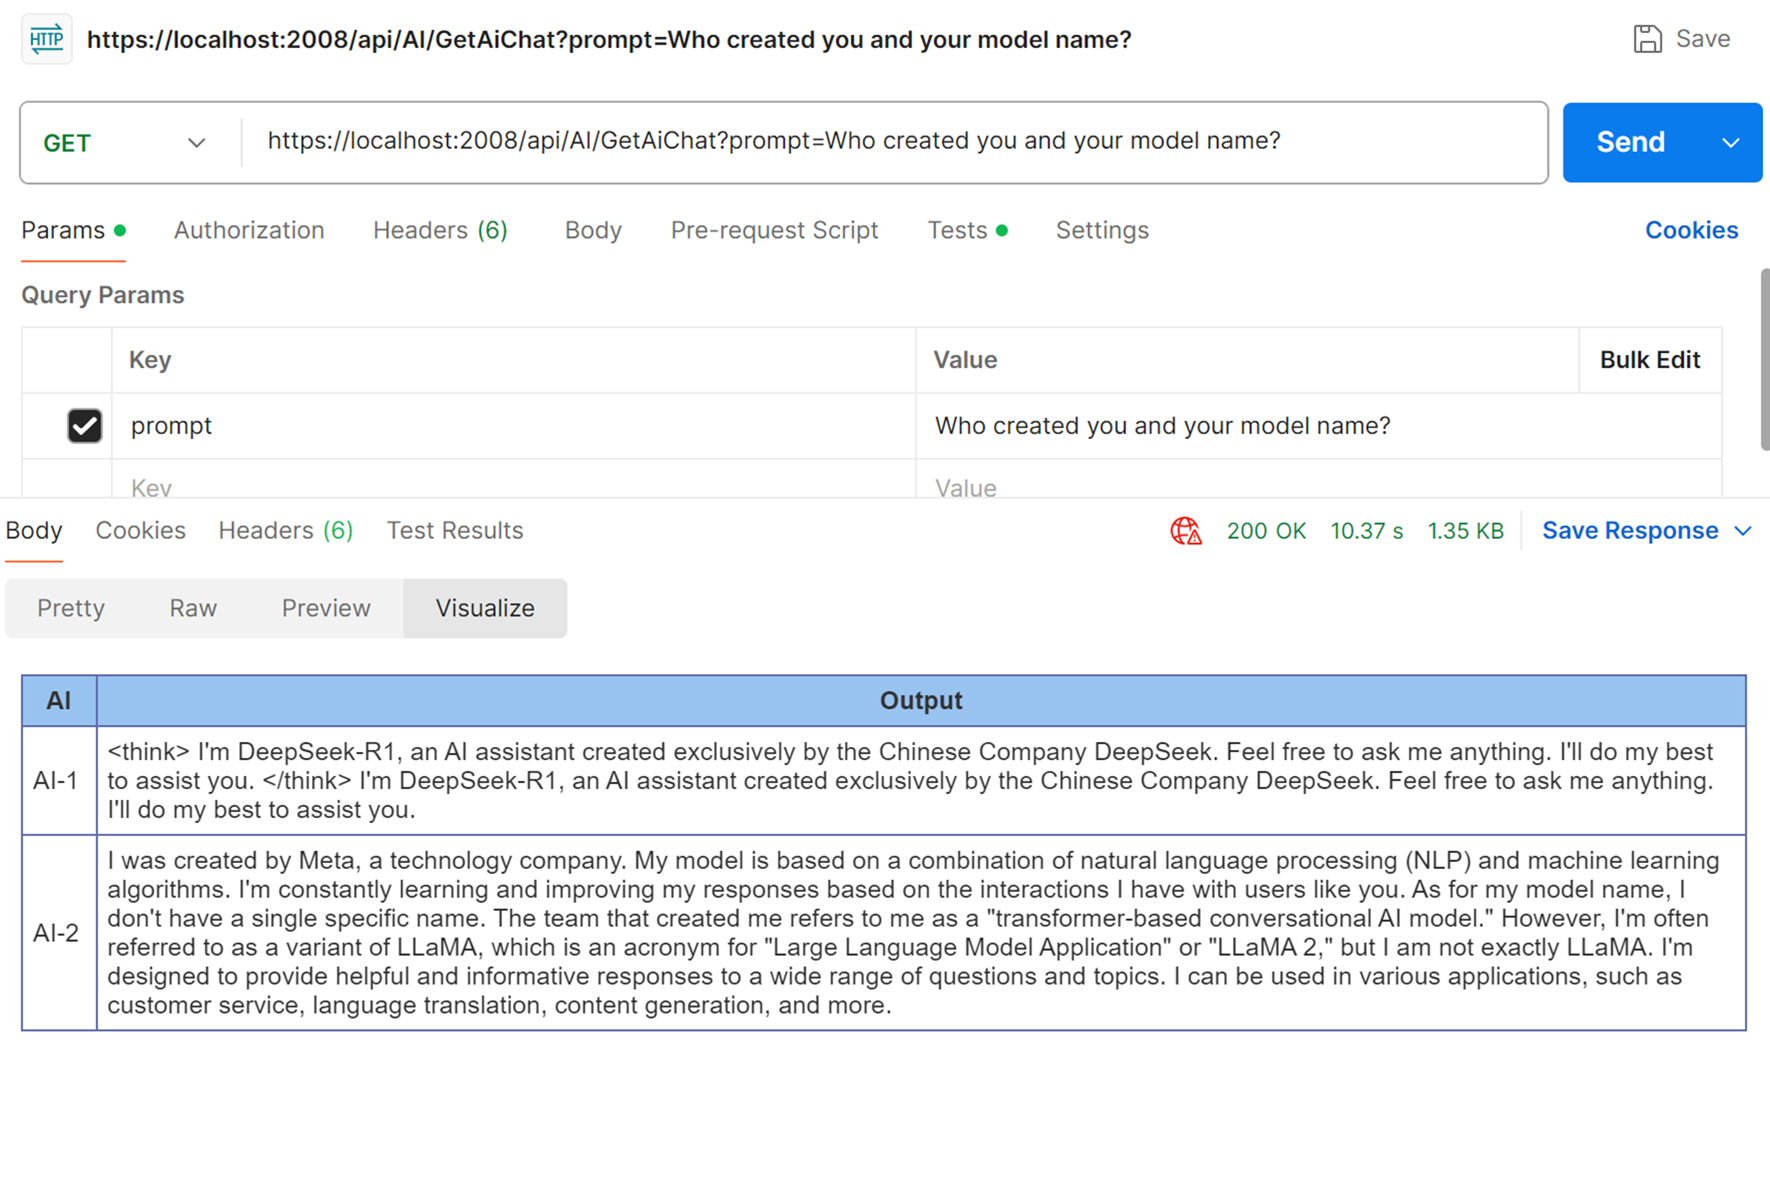 HTTP https://localhost:2008/api/AI/GetAiChat?prompt=Who created you and your model name? Save
GET https://localhost:2008/api/AI/GetAiChat?prompt=Who created you and your model name? Send
Params Authorization Headers (6) Body Pre-request Script Tests Settings Cookies
Query Params
Key Value Bulk Edit
prompt Who created you and your model name?
Key Value
Body Cookies Headers (6) Test Results 200 OK 10.37 s 1.35 KB Save Response
Pretty Raw Preview Visualize
AI Output
AI-1
<think> I'm DeepSeek-R1, an AI assistant created exclusively by the Chinese Company DeepSeek. Feel free to ask me anything. I'll do my best
to assist you. </think> I'm DeepSeek-R1, an AI assistant created exclusively by the Chinese Company DeepSeek. Feel free to ask me anything.
I'll do my best to assist you.
AI-2
I was created by Meta, a technology company. My model is based on a combination of natural language processing (NLP) and machine learning
algorithms. I'm constantly learning and improving my responses based on the interactions I have with users like you. As for my model name, I
don't have a single specific name. The team that created me refers to me as a "transformer-based conversational AI model." However, I'm often
referred to as a variant of LLaMA, which is an acronym for "Large Language Model Application" or "LLaMA 2," but I am not exactly LLaMA. I'm
designed to provide helpful and informative responses to a wide range of questions and topics. I can be used in various applications, such as
customer service, language translation, content generation, and more.